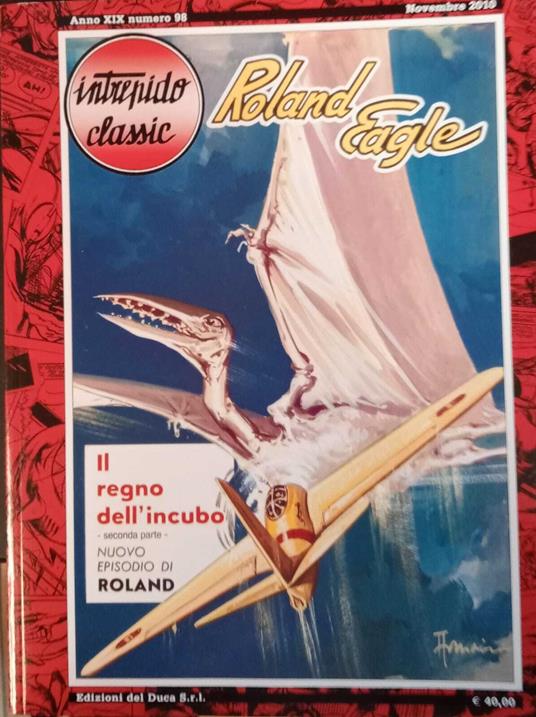 Anno XIX numero 98
Novembre 2010
intrepido
classic
Roland
Eagle
AH!
Il
regno
dell'incubo
- seconda parte -
NUOVO
EPISODIO DI
ROLAND
Edizioni del Duca S.r.l.
€ 40,00